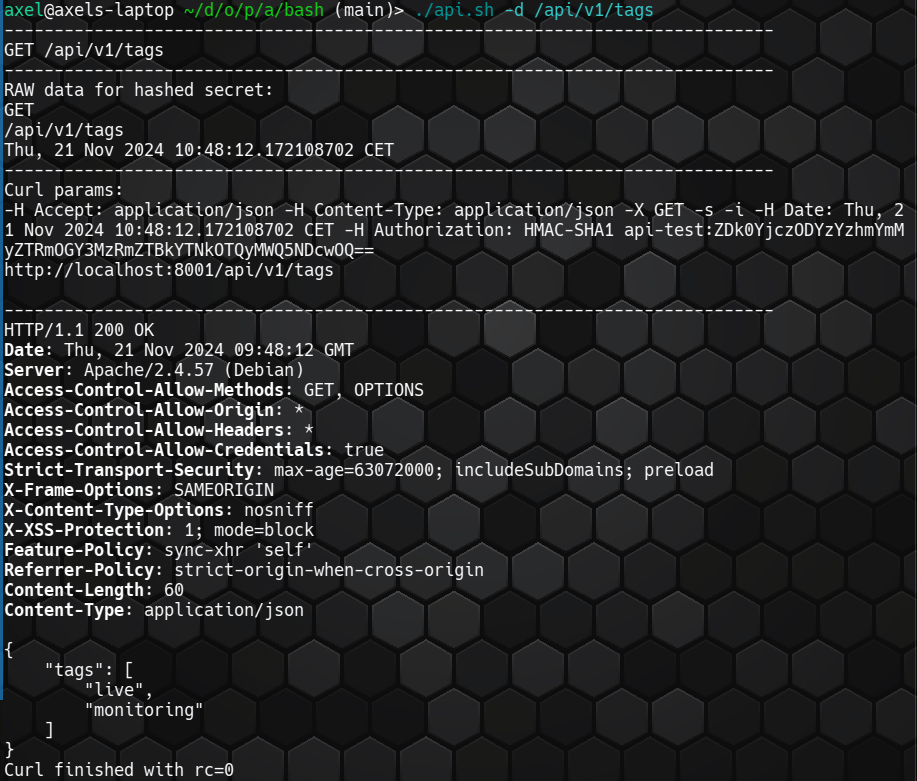 axel@axels-laptop ~/d/o/p/a/bash (main)> ./api.sh -d /api/v1/tags
-----------------------------------------------------------------------------
GET /api/v1/tags
-----------------------------------------------------------------------------
RAW data for hashed secret:
GET
/api/v1/tags
Thu, 21 Nov 2024 10:48:12.172108702 CET
-----------------------------------------------------------------------------
Curl params:
-H Accept: application/json -H Content-Type: application/json -X GET -s -i -H Date: Thu, 2
1 Nov 2024 10:48:12.172108702 CET -H Authorization: HMAC-SHA1 api-test:ZDk0YjczODYzYzhmYmM
yZTRmOGY3MzRmZTBkYTNkOTQyMWQ5NDcwOQ==
http://localhost:8001/api/v1/tags
-----------------------------------------------------------------------------
HTTP/1.1 200 OK
Date: Thu, 21 Nov 2024 09:48:12 GMT
Server: Apache/2.4.57 (Debian)
Access-Control-Allow-Methods: GET, OPTIONS
Access-Control-Allow-Origin: *
Access-Control-Allow-Headers: *
Access-Control-Allow-Credentials: true
Strict-Transport-Security: max-age=63072000; includeSubDomains; preload
X-Frame-Options: SAMEORIGIN
X-Content-Type-Options: nosniff
X-XSS-Protection: 1; mode=block
Feature-Policy: sync-xhr 'self'
Referrer-Policy: strict-origin-when-cross-origin
Content-Length: 60
Content-Type: application/json
{
    "tags": [
        "live",
        "monitoring"
    ]
}
Curl finished with rc=0